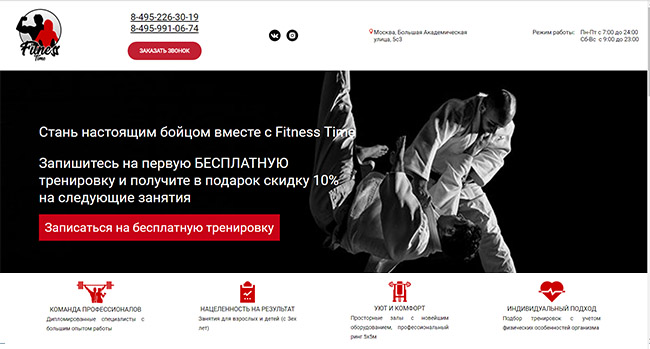 Fitness
Time
8-495-226-30-19
8-495-991-06-74
ЗАКАЗАТЬ ЗВОНОК
Москва, Большая Академическая
улица, 5с3
Режим работы: Пн-Пт с 7:00 до 24:00
Сб-Вс с 9:00 до 23:00
Стань настоящим бойцом вместе с Fitness Time
Запишитесь на первую БЕСПЛАТНУЮ
тренировку и получите в подарок скидку 10%
на следующие занятия
Записаться на бесплатную тренировку
КОМАНДА ПРОФЕССИОНАЛОВ
Дипломированные специалисты с
большим опытом работы
НАЦЕЛЕННОСТЬ НА РЕЗУЛЬТАТ
Занятия для взрослых и детей (с 3ех
лет)
УЮТ И КОМФОРТ
Просторные залы с новейшим
оборудованием, профессиональный
ринг 5х5м
ИНДИВИДУАЛЬНЫЙ ПОДХОД
Подбор тренировок с учетом
физических особенностей организма